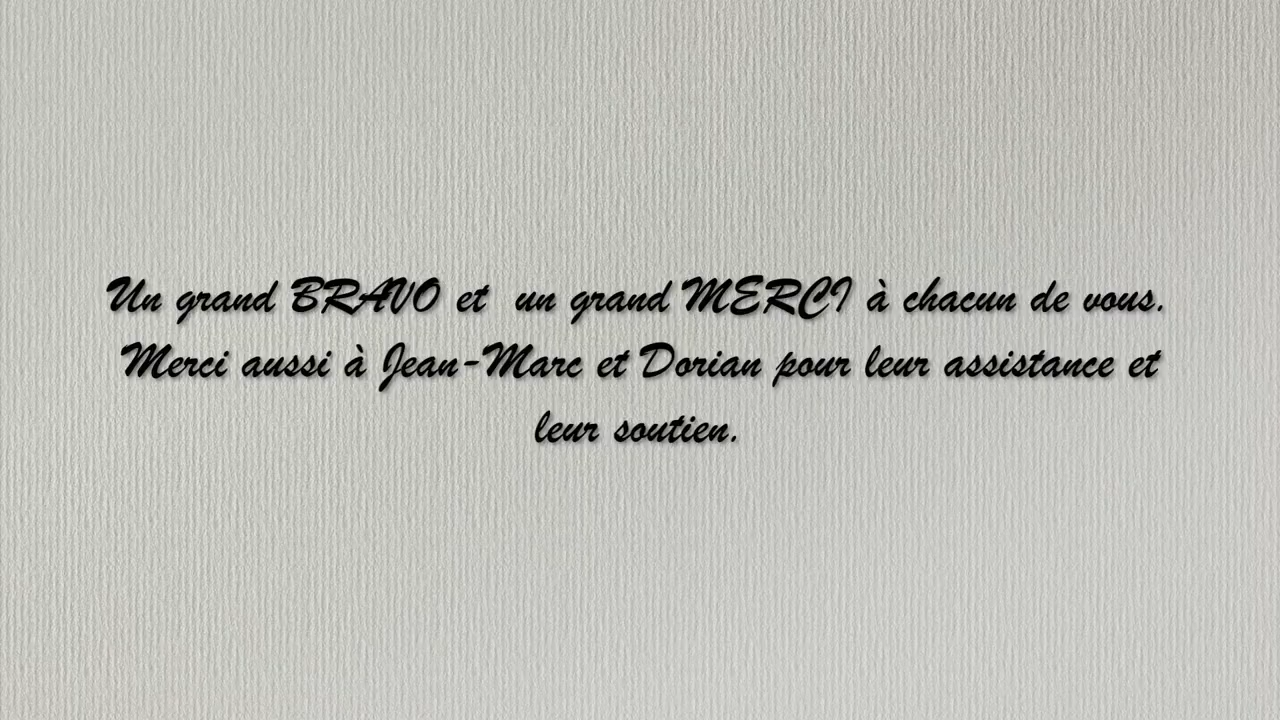 Un grand BRAVO et  un grand MERCI à chacun de vous.
Merci aussi à Jean-Marc et Dorian pour leur assistance et
leur soutien.